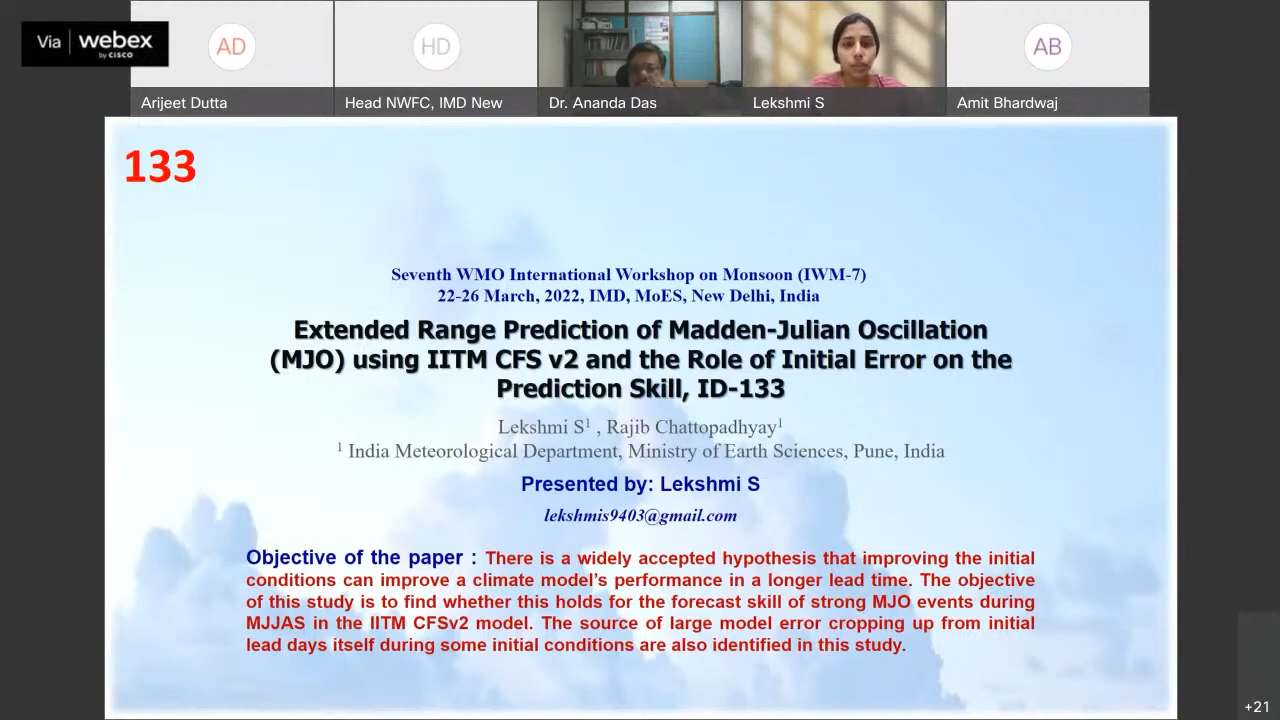 Via | webex
by CISCO
AD
HD
AB
Arijeet Dutta
Head NWFC, IMD New
Dr. Ananda Das
Lekshmi S
Amit Bhardwaj
133
Seventh WMO International Workshop on Monsoon (IWM-7)
22-26 March, 2022, IMD, MoES, New Delhi, India
Extended Range Prediction of Madden-Julian Oscillation
(MJO) using IITM CFS v2 and the Role of Initial Error on the
Prediction Skill, ID-133
Lekshmi S¹ , Rajib Chattopadhyay¹
¹ India Meteorological Department, Ministry of Earth Sciences, Pune, India
Presented by: Lekshmi S
lekshmis9403@gmail.com
Objective of the paper : There is a widely accepted hypothesis that improving the initial
conditions can improve a climate model's performance in a longer lead time. The objective
of this study is to find whether this holds for the forecast skill of strong MJO events during
MJJAS in the IITM CFSv2 model. The source of large model error cropping up from initial
lead days itself during some initial conditions are also identified in this study.
+21